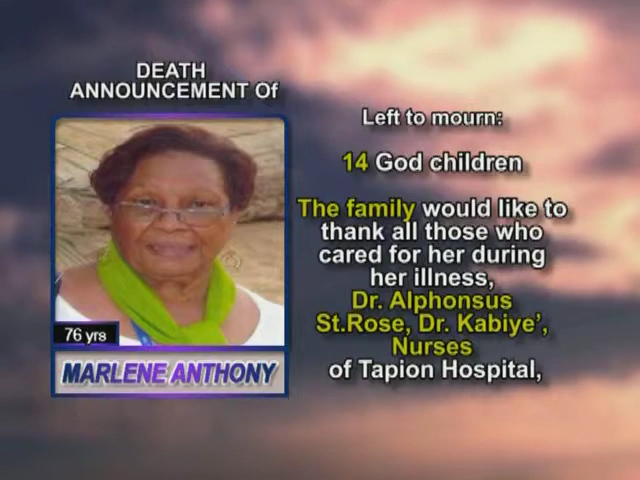 DEATH
ANNOUNCEMENT Of
76 yrs
MARLENE ANTHONY
Left to mourn:
14 God children
The family would like to
thank all those who
cared for her during
her illness,
Dr. Alphonsus
St.Rose, Dr. Kabiye',
Nurses
of Tapion Hospital,